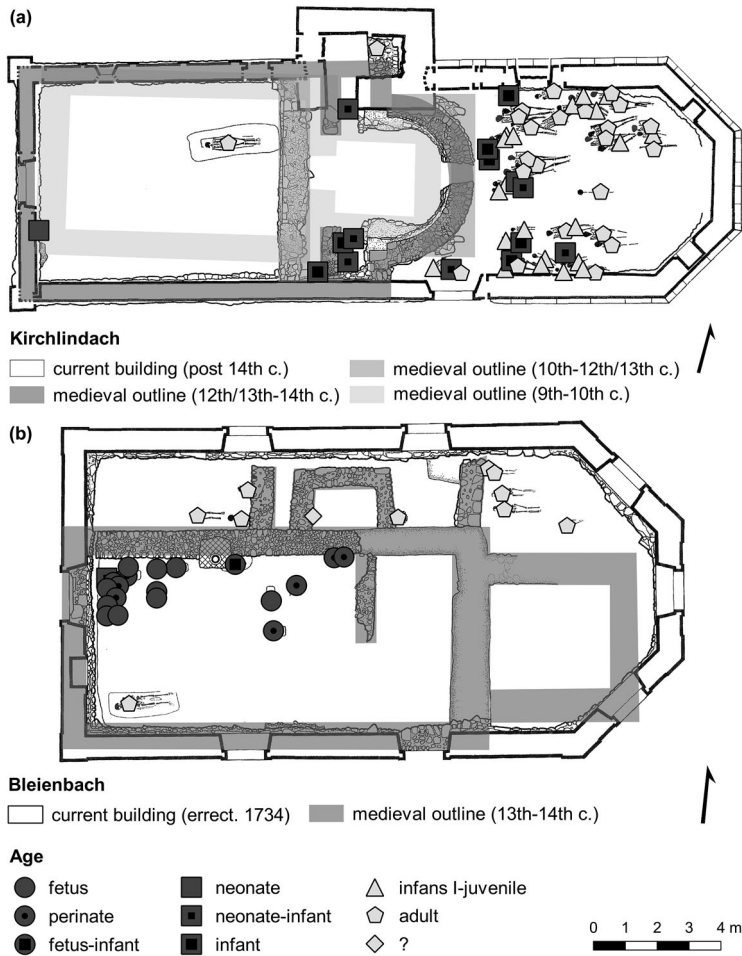 (a)
Kirchlindach
current building (post 14th c.)
medieval outline (10th-12th/13th c.)
medieval outline (12th/13th-14th c.)
medieval outline (9th-10th c.)
(b)
?
Bleienbach
current building (errect. 1734)
medieval outline (13th-14th c.)
Age
fetus
neonate
infans I-juvenile
perinate
neonate-infant
adult
fetus-infant
infant
?
0 1 2 3 4 m